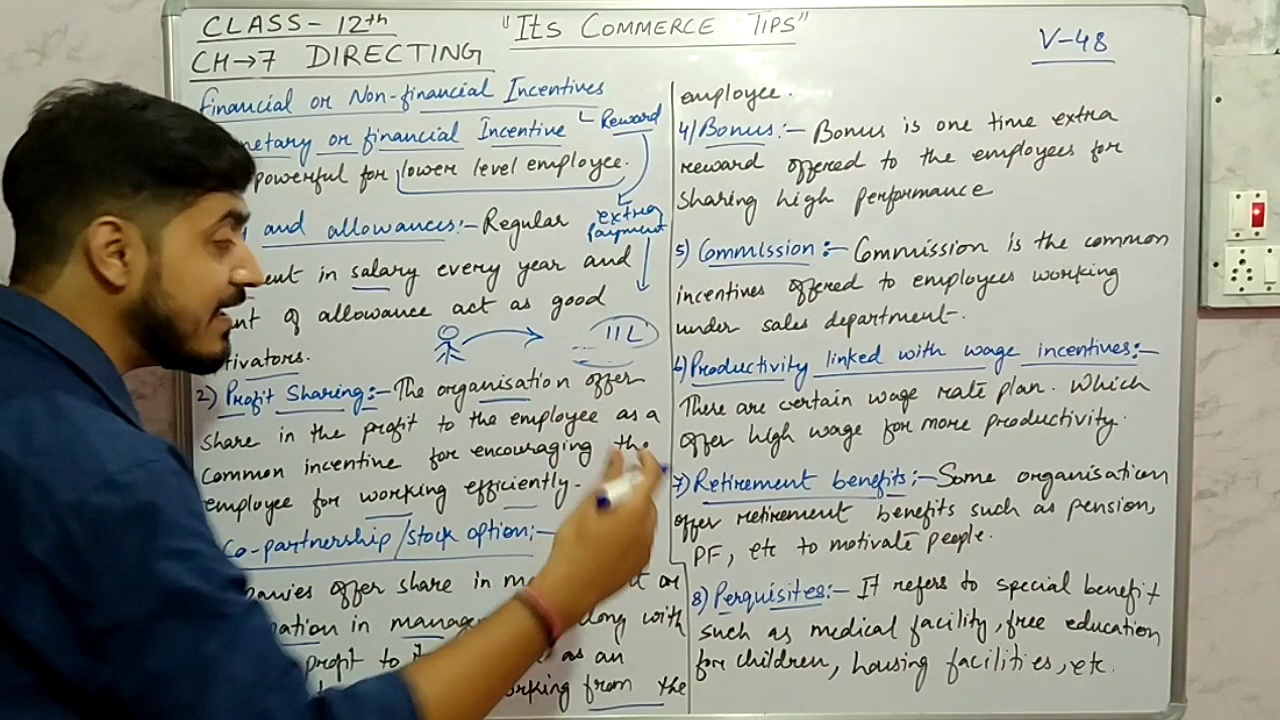 CLASS- 12th
"ITS COMMERCE TIPS"
V-48
CH→7 DIRECTING
Financial or Non-financial Incentives
Reward
netary or financial Incentive
powerful for lower level employee.
extra
payment
and allowances:- Regular
ent in salary every year and
nt of allowance act as good
tivators.
11L
2) Profit Sharing:- The organisation offer
share in the profit to the employee as a
common incentive for encouraging the
employee for working efficiently.
Co-partnership/stock option:-
panies offer share in
ation in along with
profit to as an
working from the
employee.
4) Bonus:- Bonus is one time extra
reward offered to the employees for
sharing high performance
5) Commission:- Commission is the common
incentives offered to employees working
under sales department.
6) Productivity linked with wage incentives:-
There are certain wage rate plan. Which
offer high wage for more productivity.
7) Retirement benefits:- Some organisation
offer retirement benefits such as pension,
PF, etc to motivate people.
8) Perquisites:- It refers to special benefit
such as medical facility, free education
for children, housing facilities, etc.